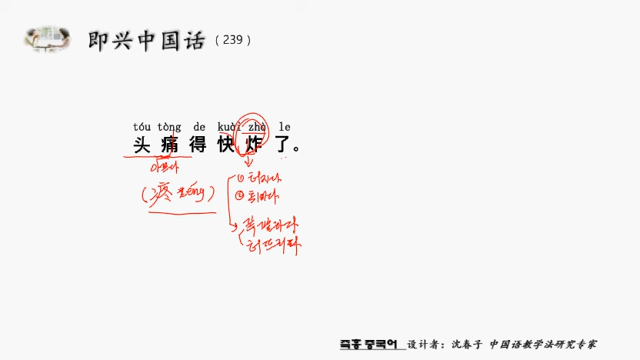 即兴中国话(239)
tóu tòng de kuài zhà le
头痛得快炸了。
아프다
(疼 téng)
① 터지다
② 튀기다
폭발하다
터뜨리다
즉흥 중국어 设计者:沈春子 中国语教学法研究专家